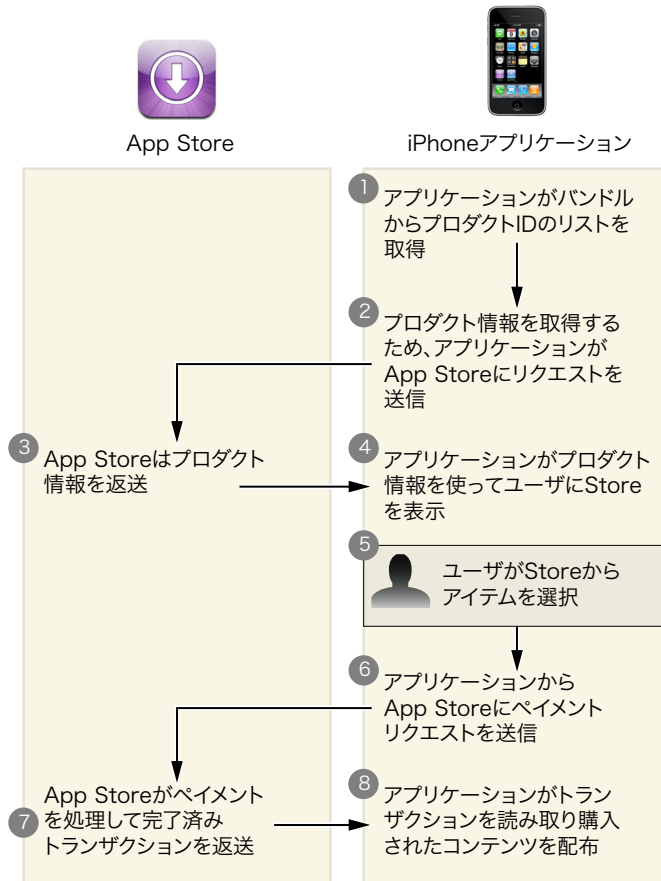 App Store
iPhoneアプリケーション
1
アプリケーションがバンドル
からプロダクトIDのリストを
取得
2
プロダクト情報を取得する
ため、アプリケーションが
App Storeにリクエストを
送信
3
App Storeはプロダクト
情報を返送
4
アプリケーションがプロダクト
情報を使ってユーザにStore
を表示
5
ユーザがStoreから
アイテムを選択
6
アプリケーションから
App Storeにペイメント
リクエストを送信
7
App Storeがペイメント
を処理して完了済み
トランザクションを返送
8
アプリケーションがトラン
ザクションを読み取り購入
されたコンテンツを配布